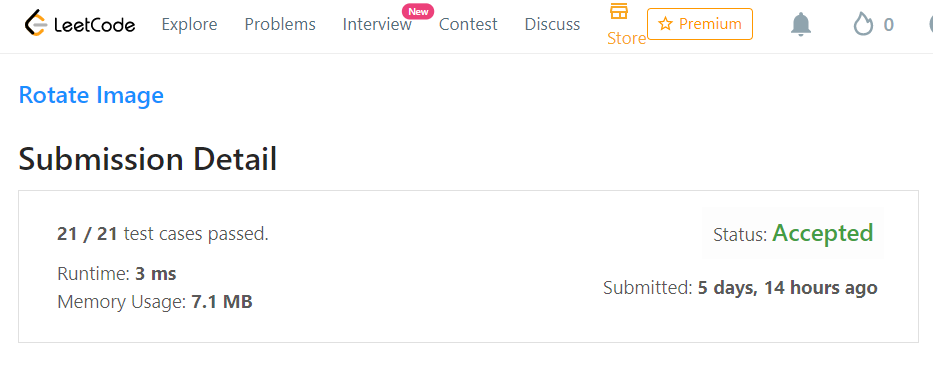 LeetCode Explore Problems Interview New Contest Discuss Store Premium 0
Rotate Image
Submission Detail
21 / 21 test cases passed.
Status: Accepted
Runtime: 3 ms
Submitted: 5 days, 14 hours ago
Memory Usage: 7.1 MB